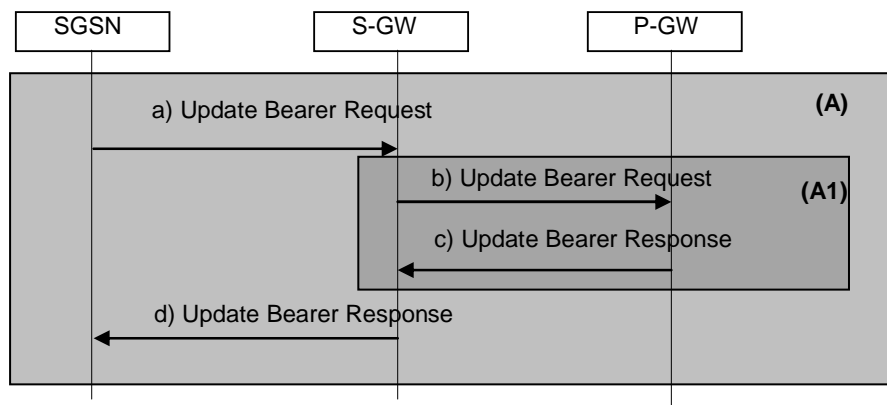 SGSN
S-GW
P-GW
(A)
a) Update Bearer Request
b) Update Bearer Request
(A1)
c) Update Bearer Response
d) Update Bearer Response